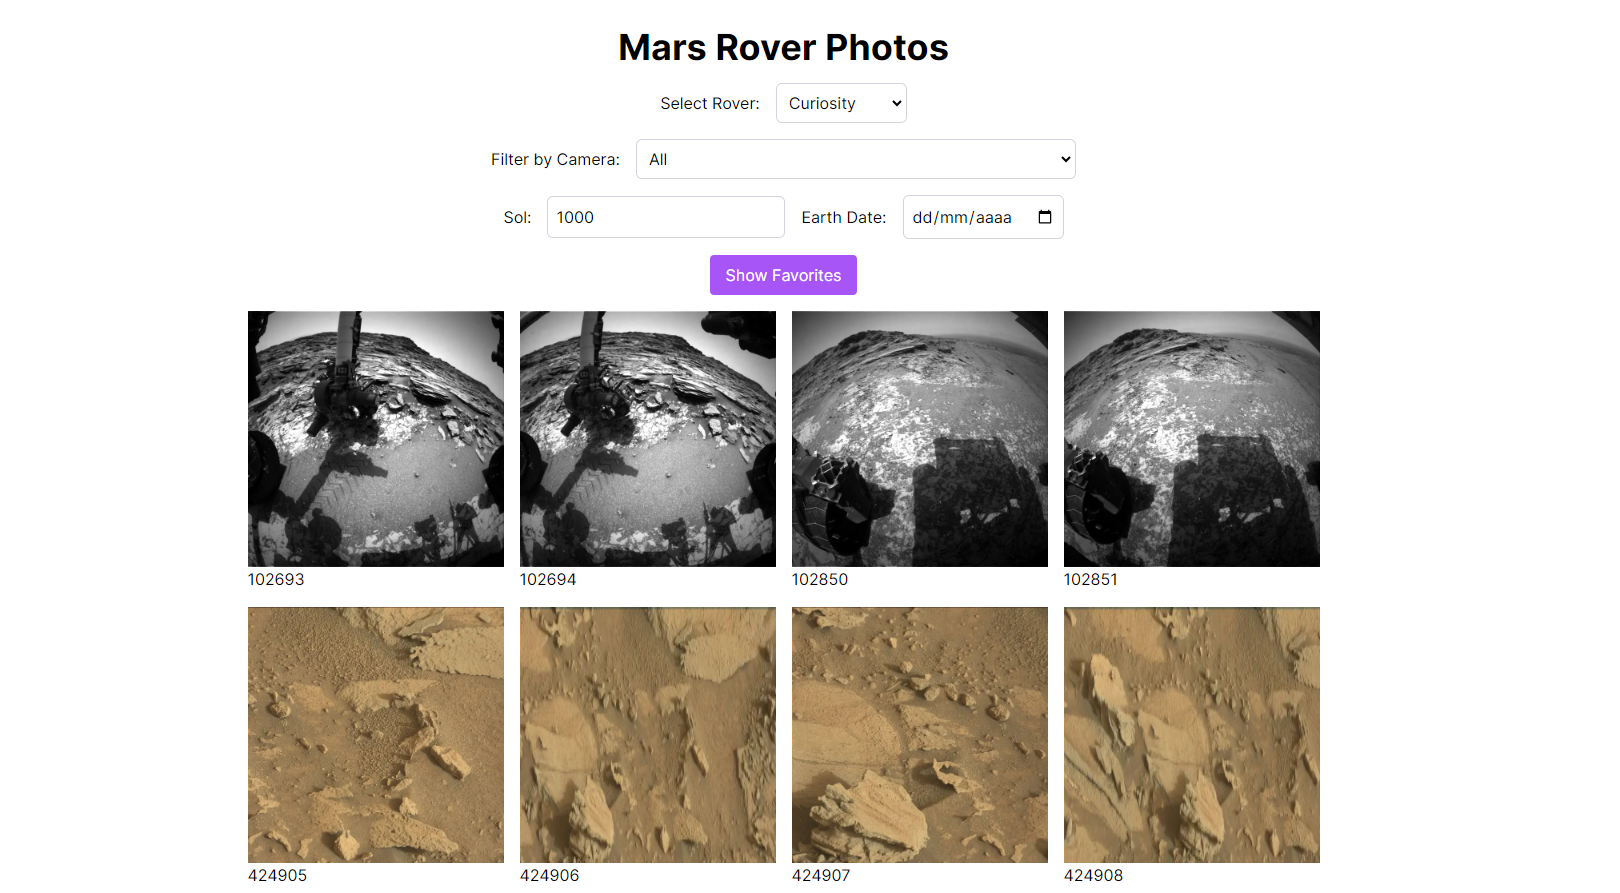 Mars Rover Photos
Select Rover: Curiosity
Filter by Camera: All
Sol: 1000 Earth Date: dd/mm/aaaa
Show Favorites
102693 102694 102850 102851
424905 424906 424907 424908